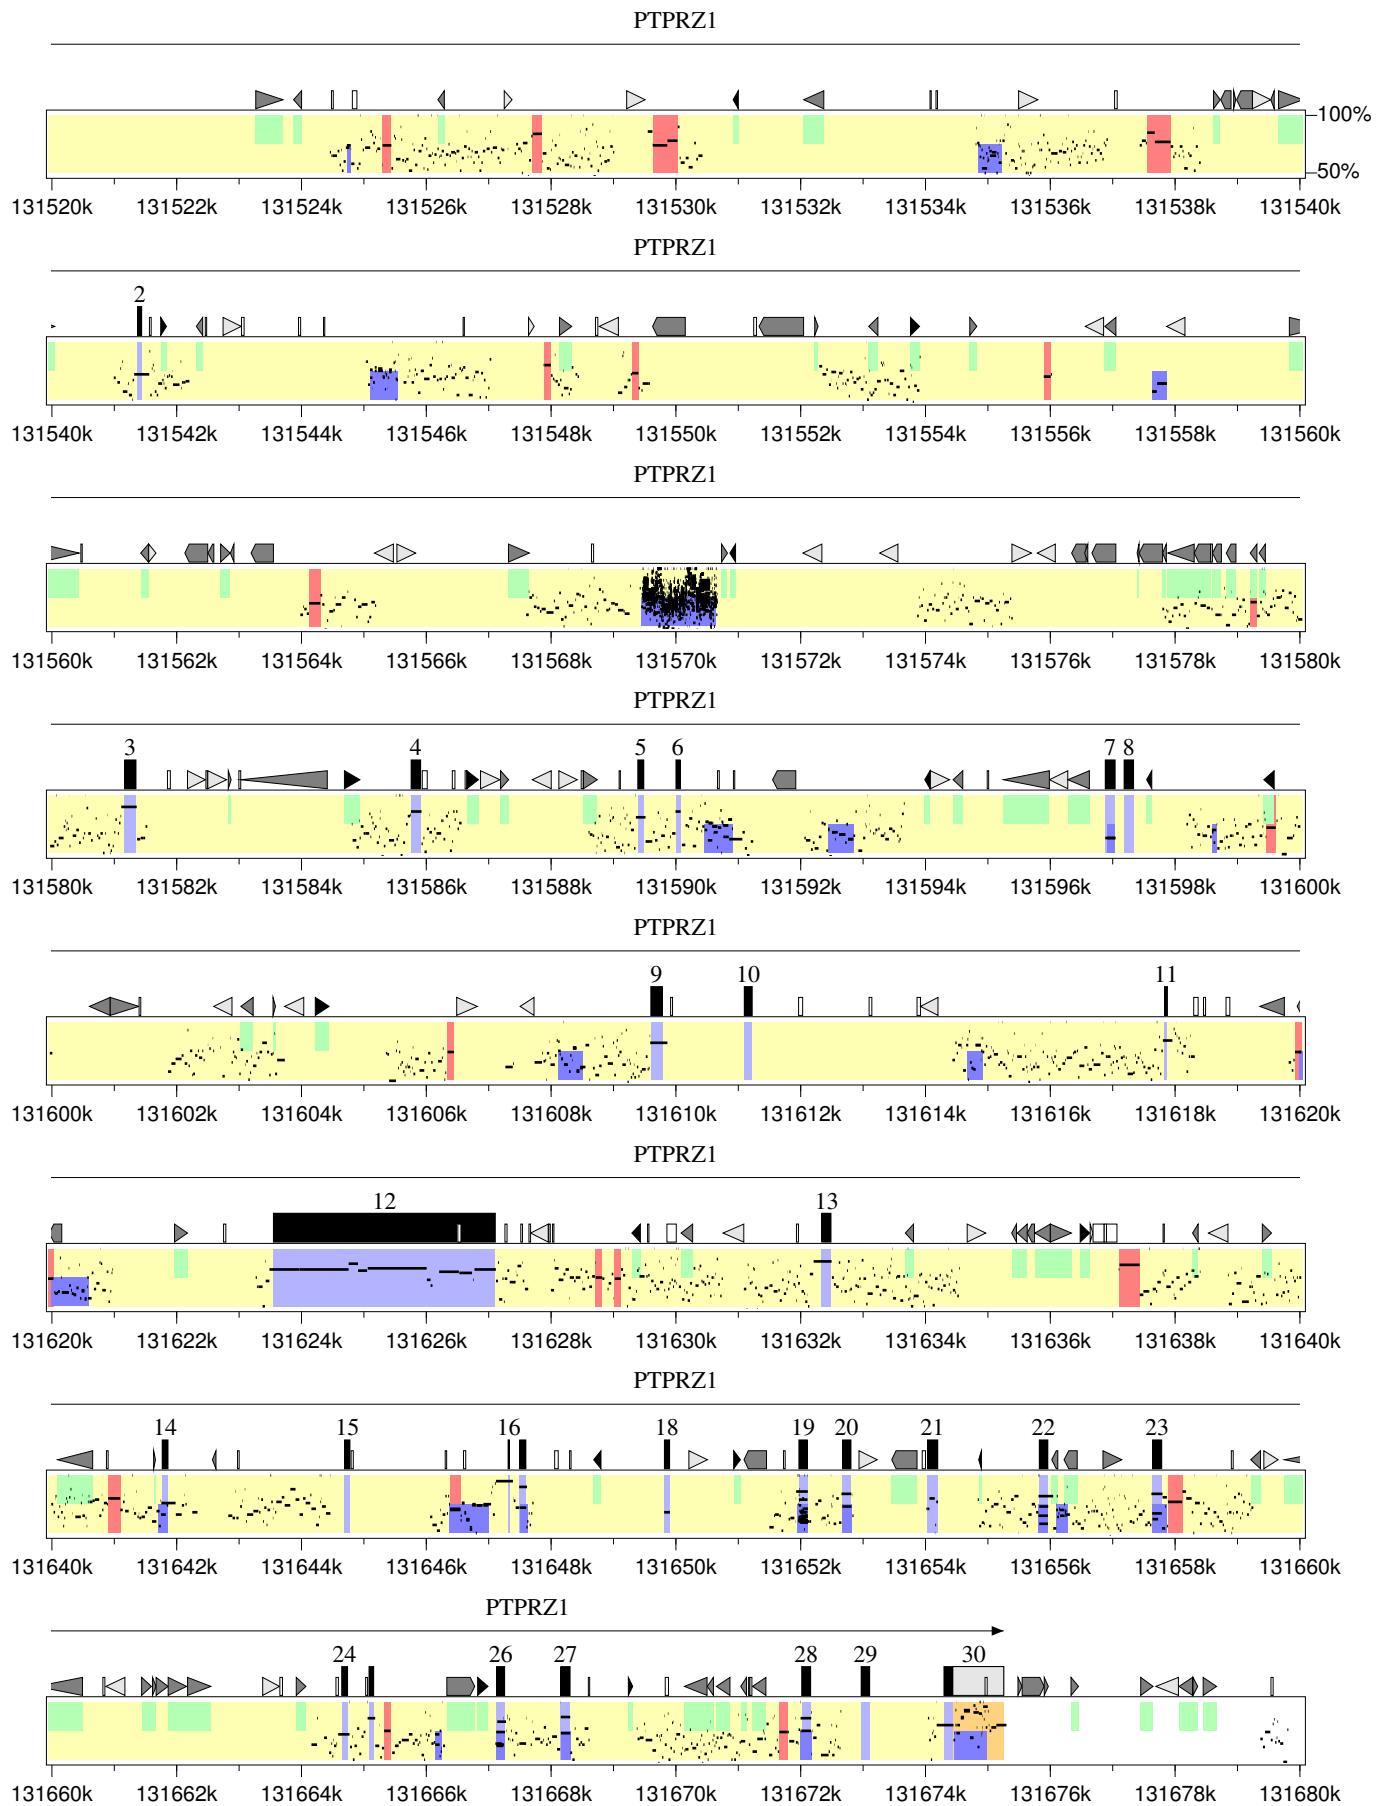 PTPRZ1
100%
50%
131520k 131522k 131524k 131526k 131528k 131530k 131532k 131534k 131536k 131538k 131540k
PTPRZ1
2
131540k 131542k 131544k 131546k 131548k 131550k 131552k 131554k 131556k 131558k 131560k
PTPRZ1
131560k 131562k 131564k 131566k 131568k 131570k 131572k 131574k 131576k 131578k 131580k
PTPRZ1
3 4 5 6 7 8
131580k 131582k 131584k 131586k 131588k 131590k 131592k 131594k 131596k 131598k 131600k
PTPRZ1
9 10 11
131600k 131602k 131604k 131606k 131608k 131610k 131612k 131614k 131616k 131618k 131620k
PTPRZ1
12 13
131620k 131622k 131624k 131626k 131628k 131630k 131632k 131634k 131636k 131638k 131640k
PTPRZ1
14 15 16 18 19 20 21 22 23
131640k 131642k 131644k 131646k 131648k 131650k 131652k 131654k 131656k 131658k 131660k
PTPRZ1
24 26 27 28 29 30
131660k 131662k 131664k 131666k 131668k 131670k 131672k 131674k 131676k 131678k 131680k